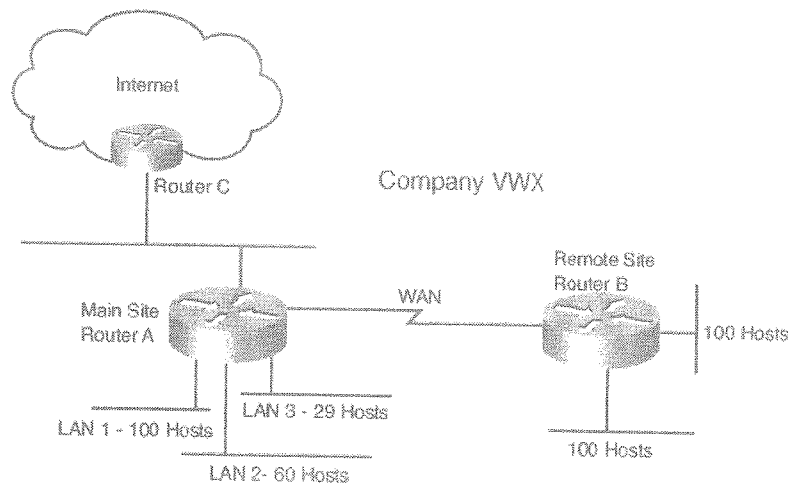 Internet
Router C
Company VWX
Remote Site
Router B
WAN
Main Site
Router A
100 Hosts
LAN 3 - 29 Hosts
LAN 1 - 100 Hosts
100 Hosts
LAN 2- 60 Hosts